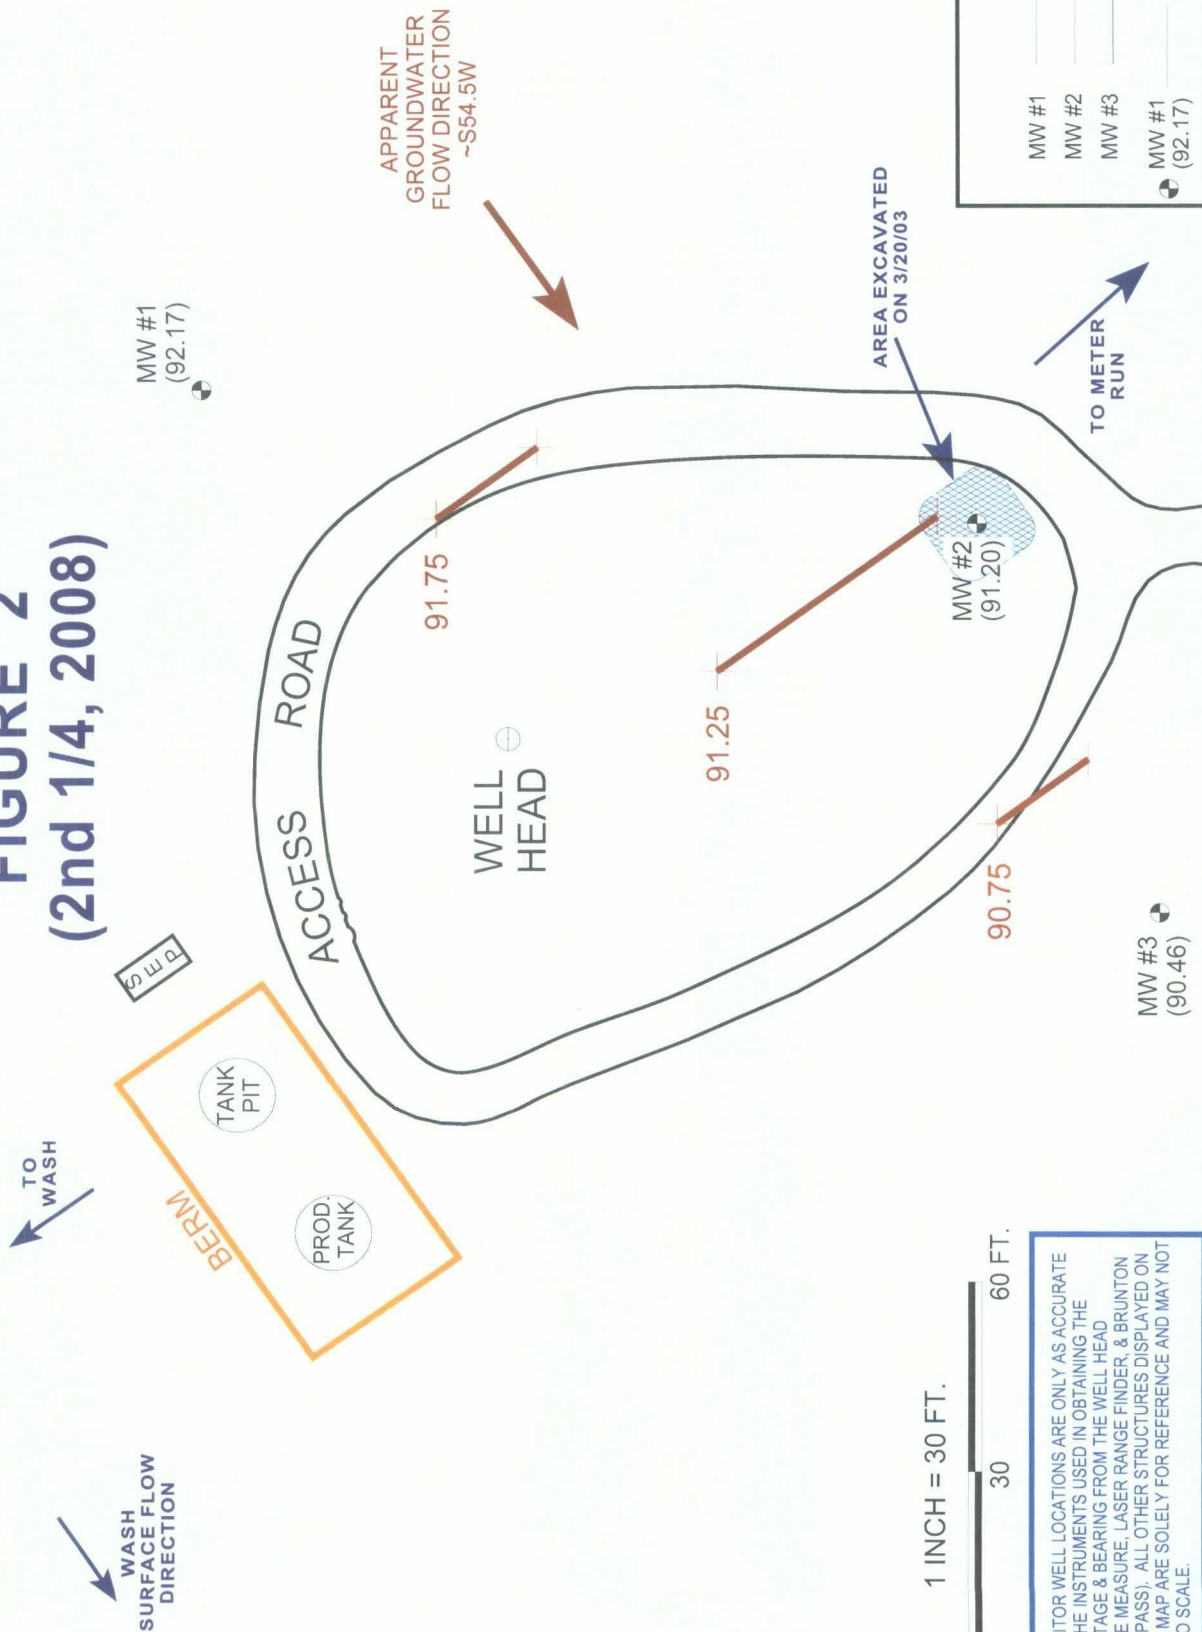 FIGURE 2
(2nd 1/4, 2008)
APPARENT
GROUNDWATER
FLOW DIRECTION
~S54.5W
MW #1
(92.17)
SEP
TO
WASH
BERM
TANK
PIT
PROD.
TANK
WASH
SURFACE FLOW
DIRECTION
ACCESS ROAD
91.75
WELL
HEAD
91.25
AREA EXCAVATED
ON 3/20/03
MW #2
(91.20)
90.75
TO METER
RUN
MW #3
(90.46)
1 INCH = 30 FT.
30
60 FT.
MW #1
MW #2
MW #3
MW #1
(92.17)
ITOR WELL LOCATIONS ARE ONLY AS ACCURATE
HE INSTRUMENTS USED IN OBTAINING THE
TAGE & BEARING FROM THE WELL HEAD
E MEASURE, LASER RANGE FINDER, & BRUNTON
PASS). ALL OTHER STRUCTURES DISPLAYED ON
MAP ARE SOLELY FOR REFERENCE AND MAY NOT
O SCALE.